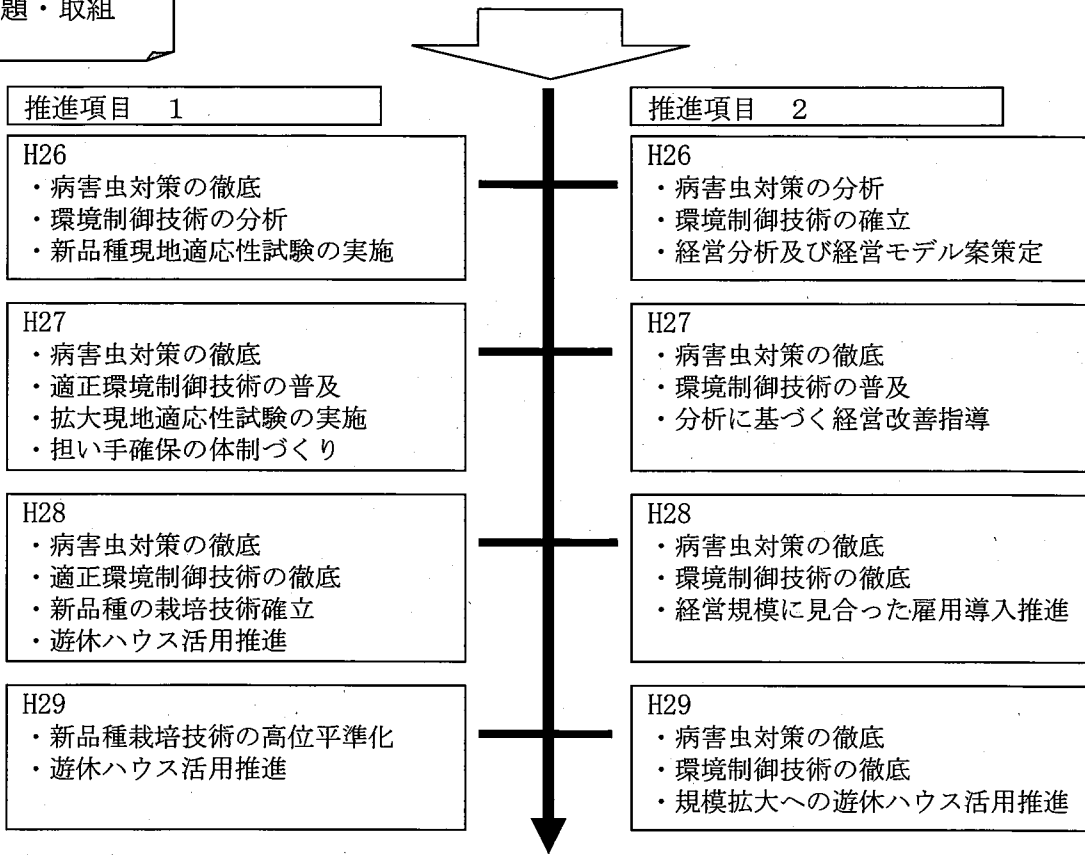 題・取組
推進項目　1
H26
・病害虫対策の徹底
・環境制御技術の分析
・新品種現地適応性試験の実施
H27
・病害虫対策の徹底
・適正環境制御技術の普及
・拡大現地適応性試験の実施
・担い手確保の体制づくり
H28
・病害虫対策の徹底
・適正環境制御技術の徹底
・新品種の栽培技術確立
・遊休ハウス活用推進
H29
・新品種栽培技術の高位平準化
・遊休ハウス活用推進
推進項目　2
H26
・病害虫対策の分析
・環境制御技術の確立
・経営分析及び経営モデル案策定
H27
・病害虫対策の徹底
・環境制御技術の普及
・分析に基づく経営改善指導
H28
・病害虫対策の徹底
・環境制御技術の徹底
・経営規模に見合った雇用導入推進
H29
・病害虫対策の徹底
・環境制御技術の徹底
・規模拡大への遊休ハウス活用推進